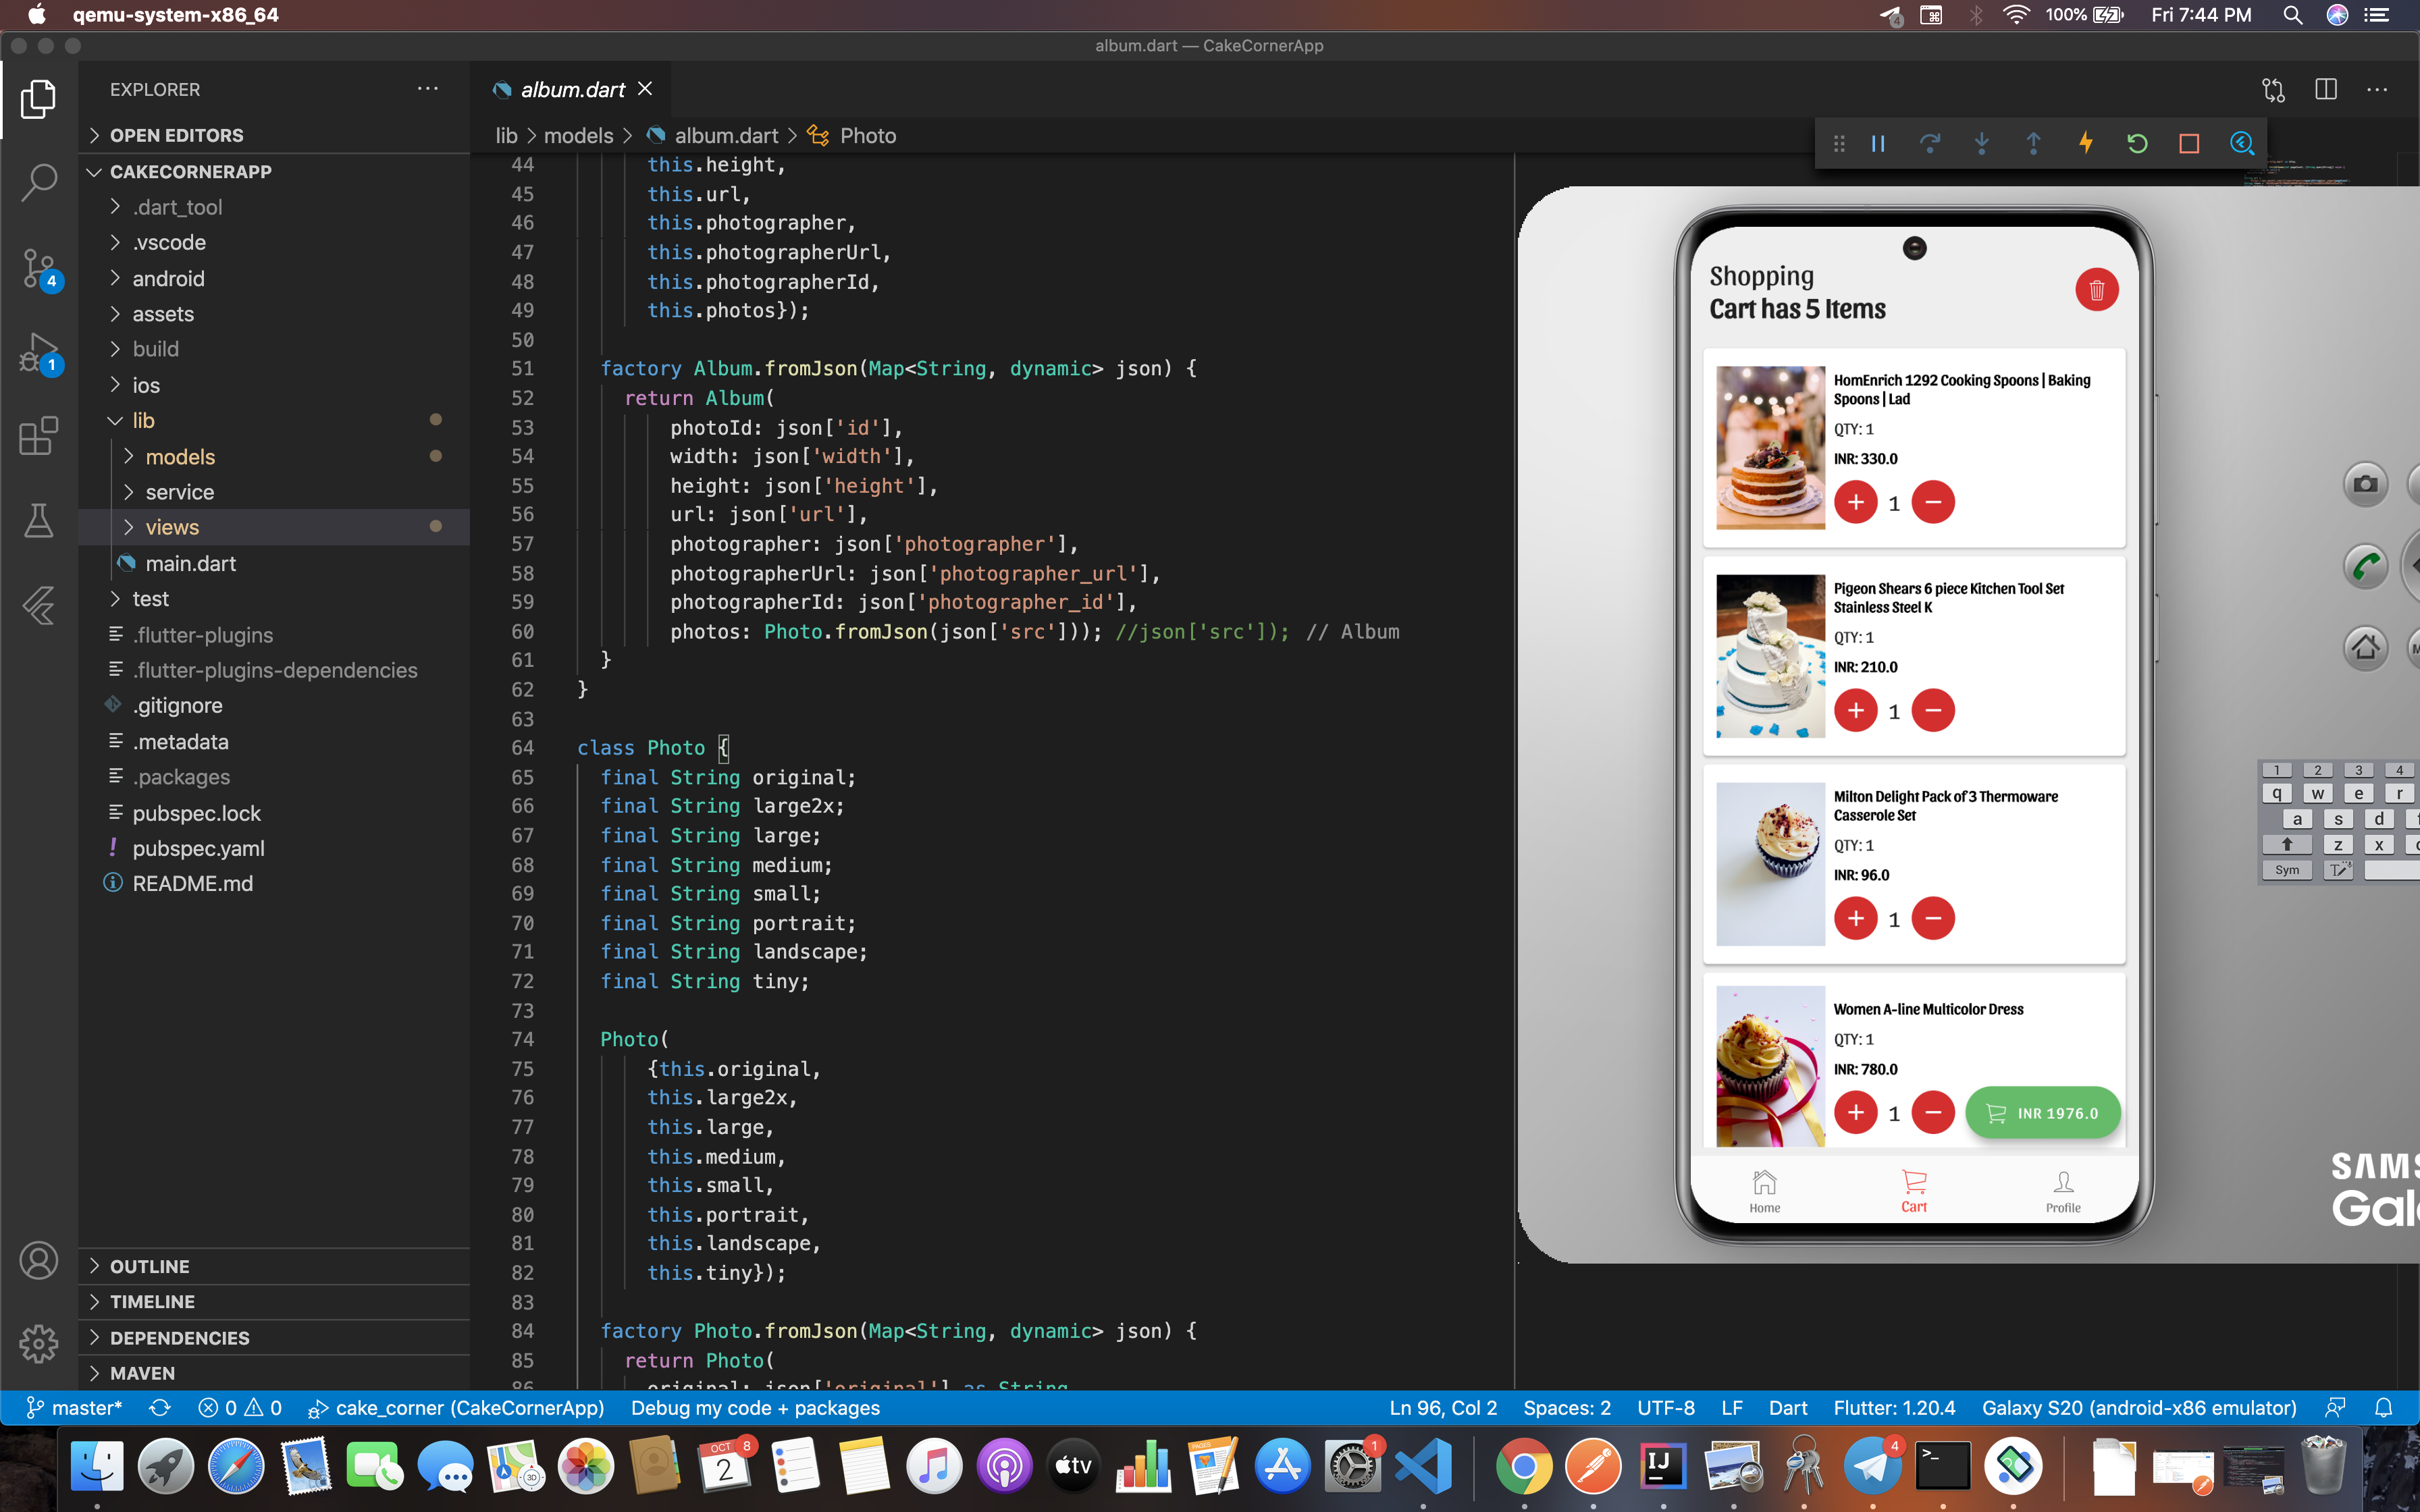 qemu-system-x86_64
4
100%
Fri 7:44 PM
album.dart — CakeCornerApp
EXPLORER
OPEN EDITORS
CAKECORNERAPP
.dart_tool
.vscode
android
assets
build
ios
lib
models
service
views
main.dart
test
.flutter-plugins
.flutter-plugins-dependencies
.gitignore
.metadata
.packages
pubspec.lock
! pubspec.yaml
README.md
OUTLINE
TIMELINE
DEPENDENCIES
MAVEN
4
1
album.dart
lib > models > album.dart > Photo
44 this.height,
45 this.url,
46 this.photographer,
47 this.photographerUrl,
48 this.photographerId,
49 this.photos});
50
51 factory Album.fromJson(Map<String, dynamic> json) {
52 return Album(
53 photoId: json['id'],
54 width: json['width'],
55 height: json['height'],
56 url: json['url'],
57 photographer: json['photographer'],
58 photographerUrl: json['photographer_url'],
59 photographerId: json['photographer_id'],
60 photos: Photo.fromJson(json['src'])); //json['src']); // Album
61 }
62 }
63
64 class Photo {
65 final String original;
66 final String large2x;
67 final String large;
68 final String medium;
69 final String small;
70 final String portrait;
71 final String landscape;
72 final String tiny;
73
74 Photo(
75 {this.original,
76 this.large2x,
77 this.large,
78 this.medium,
79 this.small,
80 this.portrait,
81 this.landscape,
82 this.tiny});
83
84 factory Photo.fromJson(Map<String, dynamic> json) {
85 return Photo(
86 original: json['original'] as String
Shopping
Cart has 5 Items
HomEnrich 1292 Cooking Spoons | Baking
Spoons | Lad
QTY: 1
INR: 330.0
+ 1 −
Pigeon Shears 6 piece Kitchen Tool Set
Stainless Steel K
QTY: 1
INR: 210.0
+ 1 −
Milton Delight Pack of 3 Thermoware
Casserole Set
QTY: 1
INR: 96.0
+ 1 −
Women A-line Multicolor Dress
QTY: 1
INR: 780.0
+ 1 −
INR 1976.0
Home
Cart
Profile
1 2 3 4
q w e r
a s d
z x
Sym
SAMS
Gal
master*
0 0
cake_corner (CakeCornerApp)
Debug my code + packages
Ln 96, Col 2
Spaces: 2
UTF-8
LF
Dart
Flutter: 1.20.4
Galaxy S20 (android-x86 emulator)
3D
OCT
2
8
tv
PAGES
1
IJ
4
>_